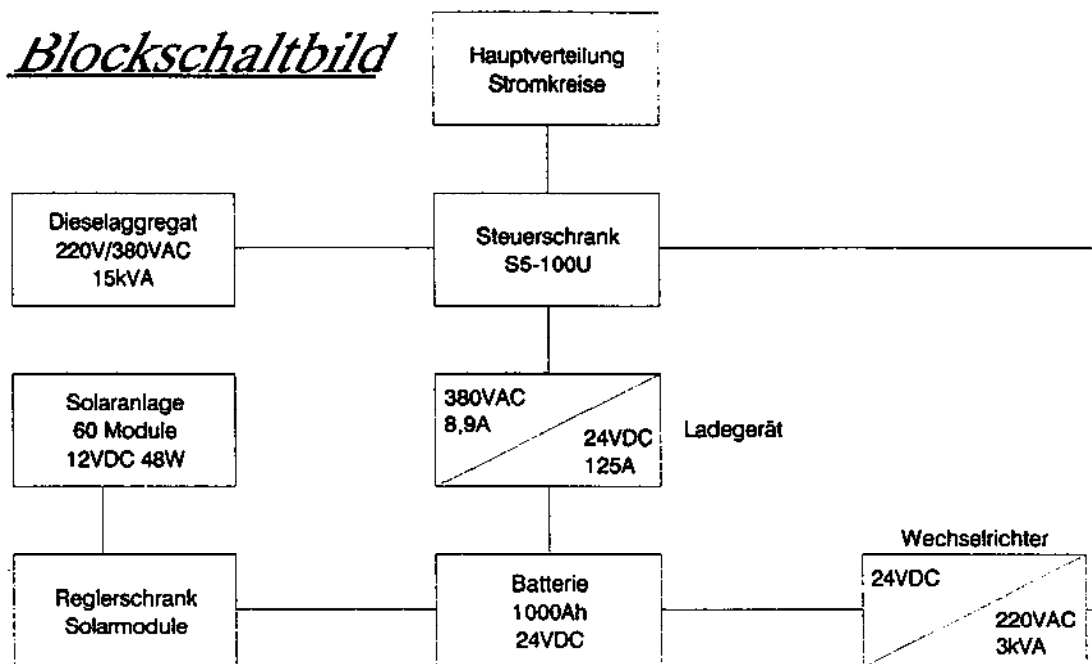 Blockschaltbild
Hauptverteilung
Stromkreise
Dieselaggregat
220V/380VAC
15kVA
Steuerschrank
S5-100U
Solaranlage
60 Module
12VDC 48W
380VAC
8,9A
24VDC
125A
Ladegerät
Reglerschrank
Solarmodule
Batterie
1000Ah
24VDC
Wechselrichter
24VDC
220VAC
3kVA